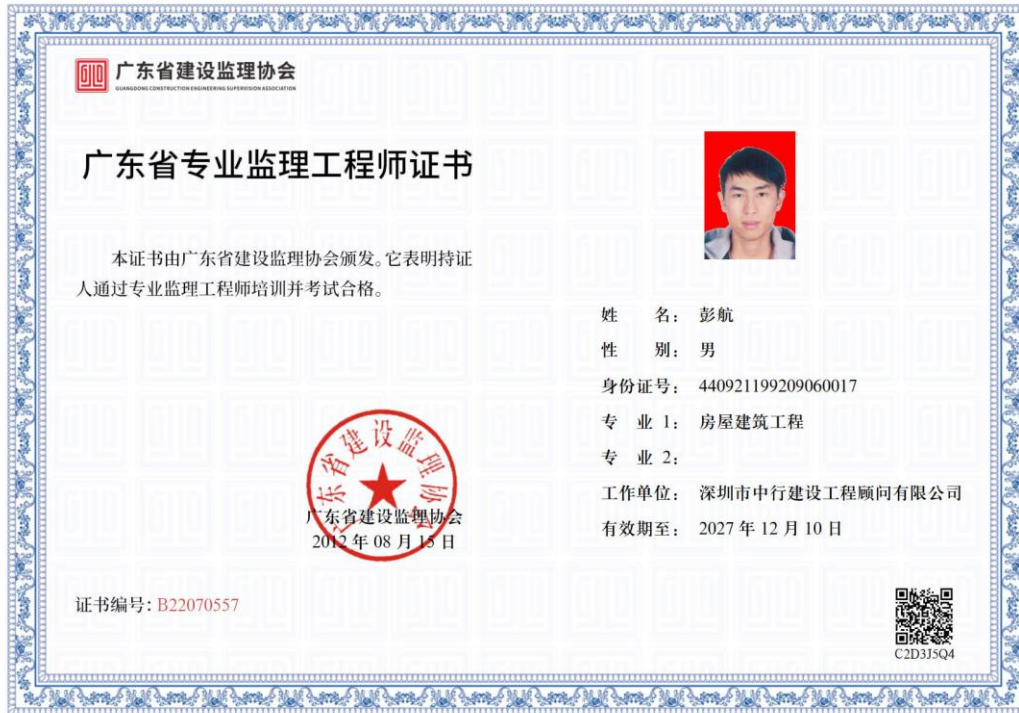 广东省建设监理协会
GUANGDONG CONSTRUCTION ENGINEERING SUPERVISION ASSOCIATION
广东省专业监理工程师证书
本证书由广东省建设监理协会颁发。它表明持证
人通过专业监理工程师培训并考试合格。
姓 名： 彭航
性 别： 男
身份证号： 440921199209060017
专 业 1： 房屋建筑工程
专 业 2：
工作单位： 深圳市中行建设工程顾问有限公司
有效期至： 2027 年 12 月 10 日
广东省建设监理协会
广东省建设监理协会
2012 年 08 月 15 日
证书编号：B22070557
C2D3J5Q4